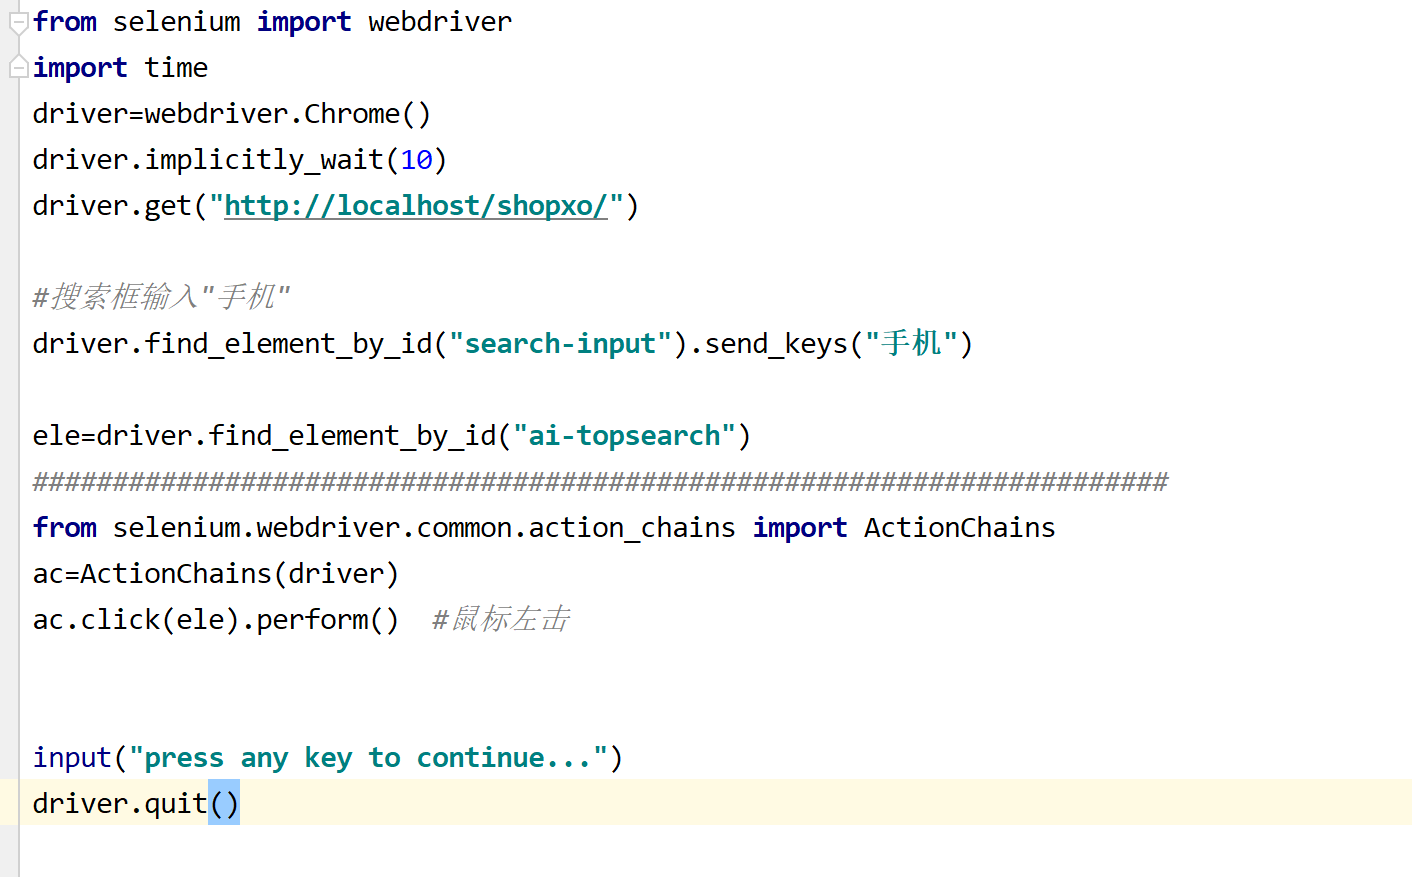 from selenium import webdriver
import time
driver=webdriver.Chrome()
driver.implicitly_wait(10)
driver.get("http://localhost/shopxo/")
#搜索框输入"手机"
driver.find_element_by_id("search-input").send_keys("手机")
ele=driver.find_element_by_id("ai-topsearch")
#######################################################################
from selenium.webdriver.common.action_chains import ActionChains
ac=ActionChains(driver)
ac.click(ele).perform()  #鼠标左击
input("press any key to continue...")
driver.quit()